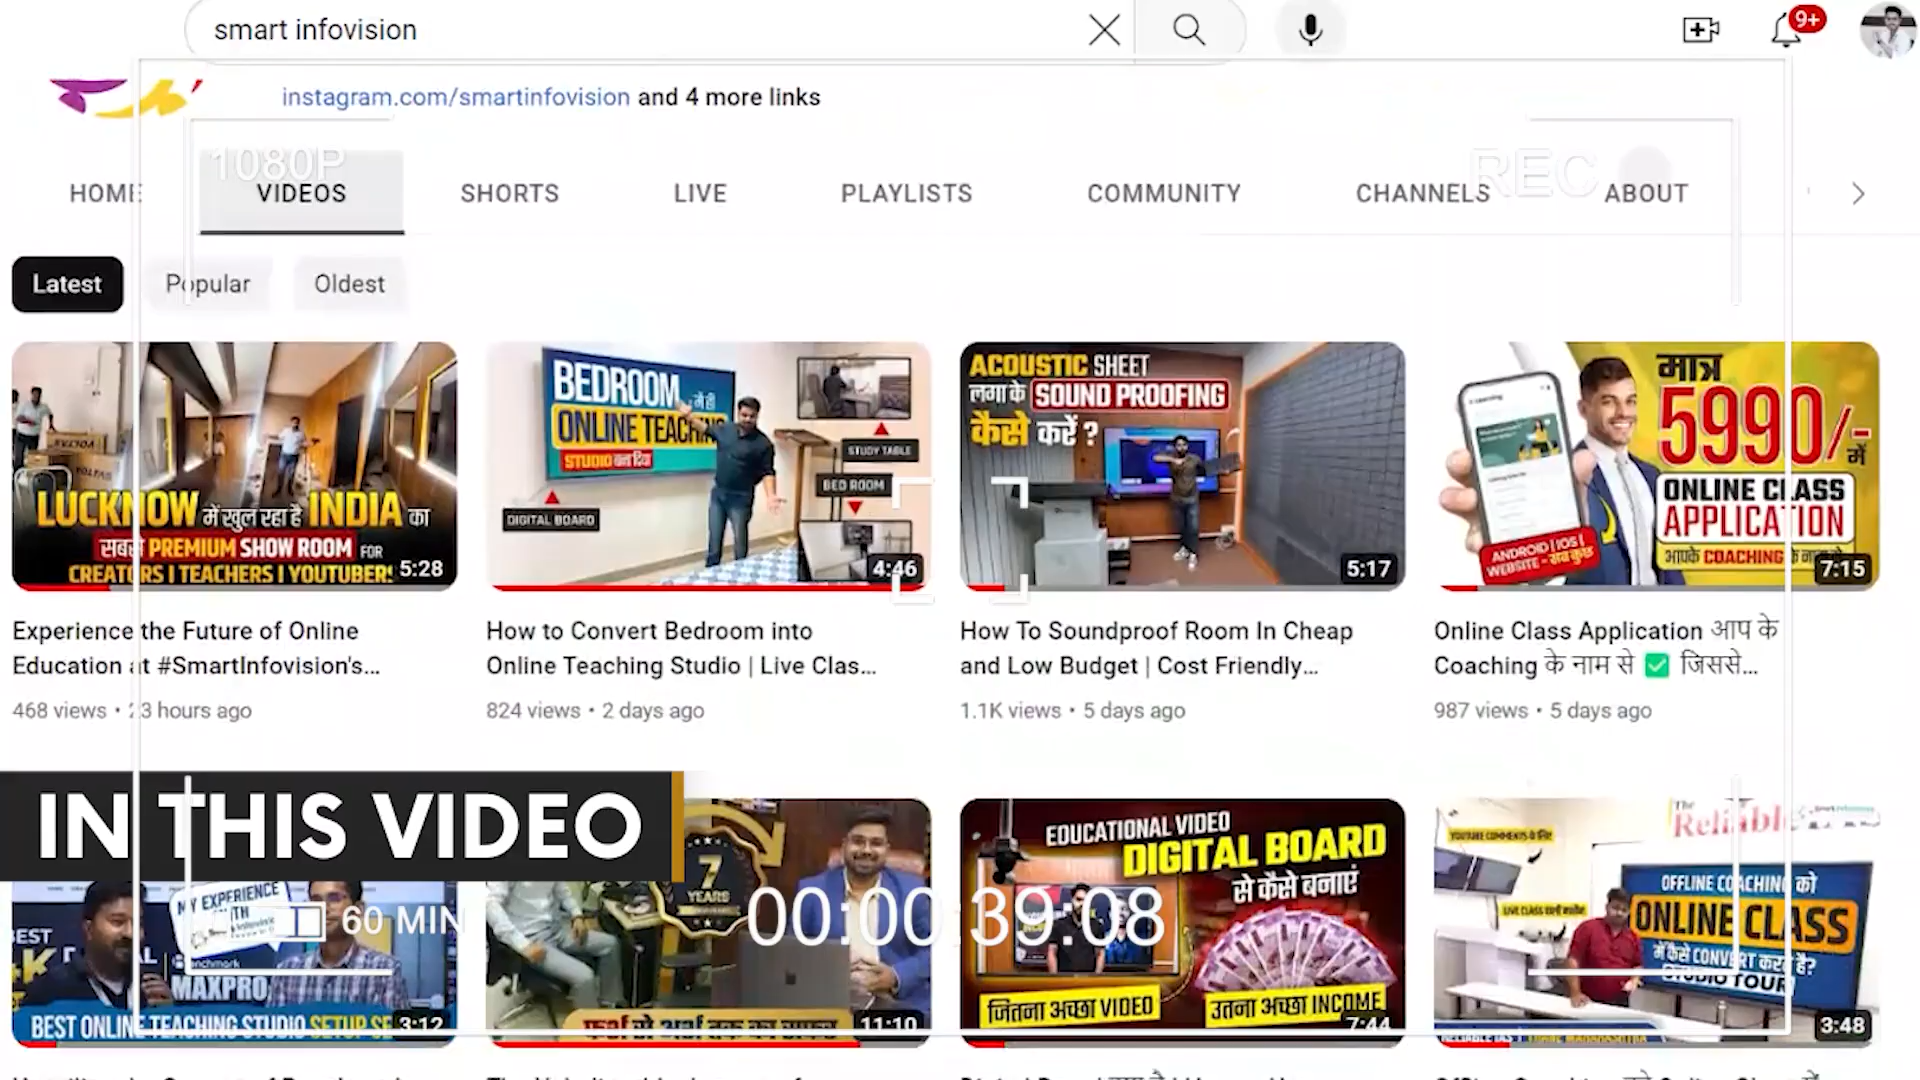 smart infovision
9+
instagram.com/smartinfovision and 4 more links
1080P
REC
HOME
VIDEOS
SHORTS
LIVE
PLAYLISTS
COMMUNITY
CHANNELS
ABOUT
Latest
Popular
Oldest
LUCKNOW में खुल रहा है INDIA का
सबसे PREMIUM SHOW ROOM FOR
CREATORS | TEACHERS | YOUTUBERS
5:28
BEDROOM में ही
ONLINE TEACHING
STUDIO बना दिया
STUDY TABLE
BED ROOM
DIGITAL BOARD
4:46
ACOUSTIC SHEET
लगा के SOUND PROOFING
कैसे करें ?
5:17
मात्र
5990/-
में
ONLINE CLASS
APPLICATION
आपके COACHING के नाम से
ANDROID | IOS |
WEBSITE - सब कुछ
7:15
Experience the Future of Online
Education at #SmartInfovision's...
468 views • 23 hours ago
How to Convert Bedroom into
Online Teaching Studio | Live Clas...
824 views • 2 days ago
How To Soundproof Room In Cheap
and Low Budget | Cost Friendly...
1.1K views • 5 days ago
Online Class Application आप के
Coaching के नाम से ✅ जिससे...
987 views • 5 days ago
IN THIS VIDEO
MY EXPERIENCE
WITH
60 MIN
MAXPRO
BEST ONLINE TEACHING STUDIO SETUP SE
3:12
7
YEARS
00:00:39:08
11:10
EDUCATIONAL VIDEO
DIGITAL BOARD
से कैसे बनाएं
जितना अच्छा VIDEO
उतना अच्छा INCOME
7:44
The
Reliable
YOUTUBE COMMENTS के लिए
OFFLINE COACHING को
ONLINE CLASS
में कैसे CONVERT करते है?
STUDIO TOUR
3:48